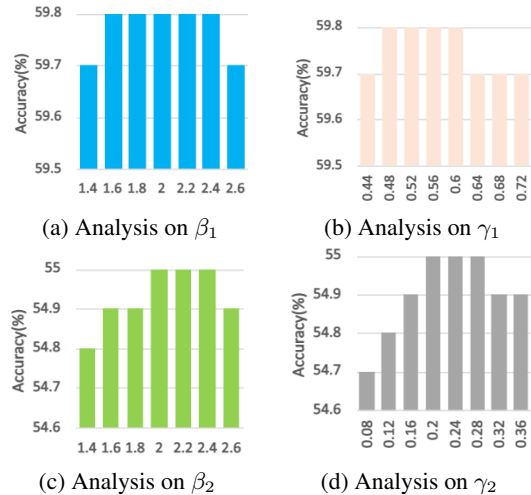 59.8
59.7
59.6
59.5
Accuracy(%)
1.4 1.6 1.8 2 2.2 2.4 2.6
(a) Analysis on β₁
59.8
59.7
59.6
59.5
Accuracy(%)
0.44 0.48 0.52 0.56 0.6 0.64 0.68 0.72
(b) Analysis on γ₁
55
54.9
54.8
54.7
54.6
Accuracy(%)
1.4 1.6 1.8 2 2.2 2.4 2.6
(c) Analysis on β₂
55
54.9
54.8
54.7
54.6
Accuracy(%)
0.08 0.12 0.16 0.2 0.24 0.28 0.32 0.36
(d) Analysis on γ₂